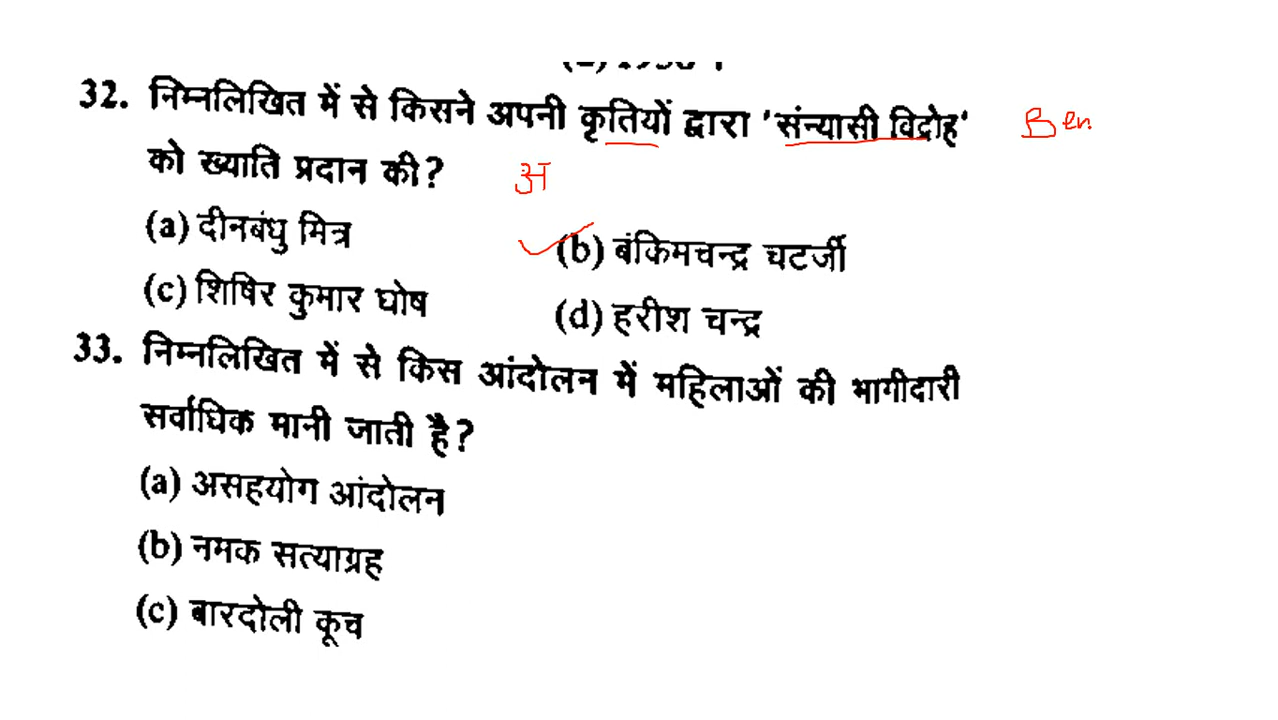 32. निम्नलिखित में से किसने अपनी कृतियों द्वारा 'संन्यासी विद्रोह' Ben
को ख्याति प्रदान की? अ
(a) दीनबंधु मित्र (b) बंकिमचन्द्र चटर्जी
(c) शिषिर कुमार घोष (d) हरीश चन्द्र
33. निम्नलिखित में से किस आंदोलन में महिलाओं की भागीदारी
सर्वाधिक मानी जाती है?
(a) असहयोग आंदोलन
(b) नमक सत्याग्रह
(c) बारदोली कूच